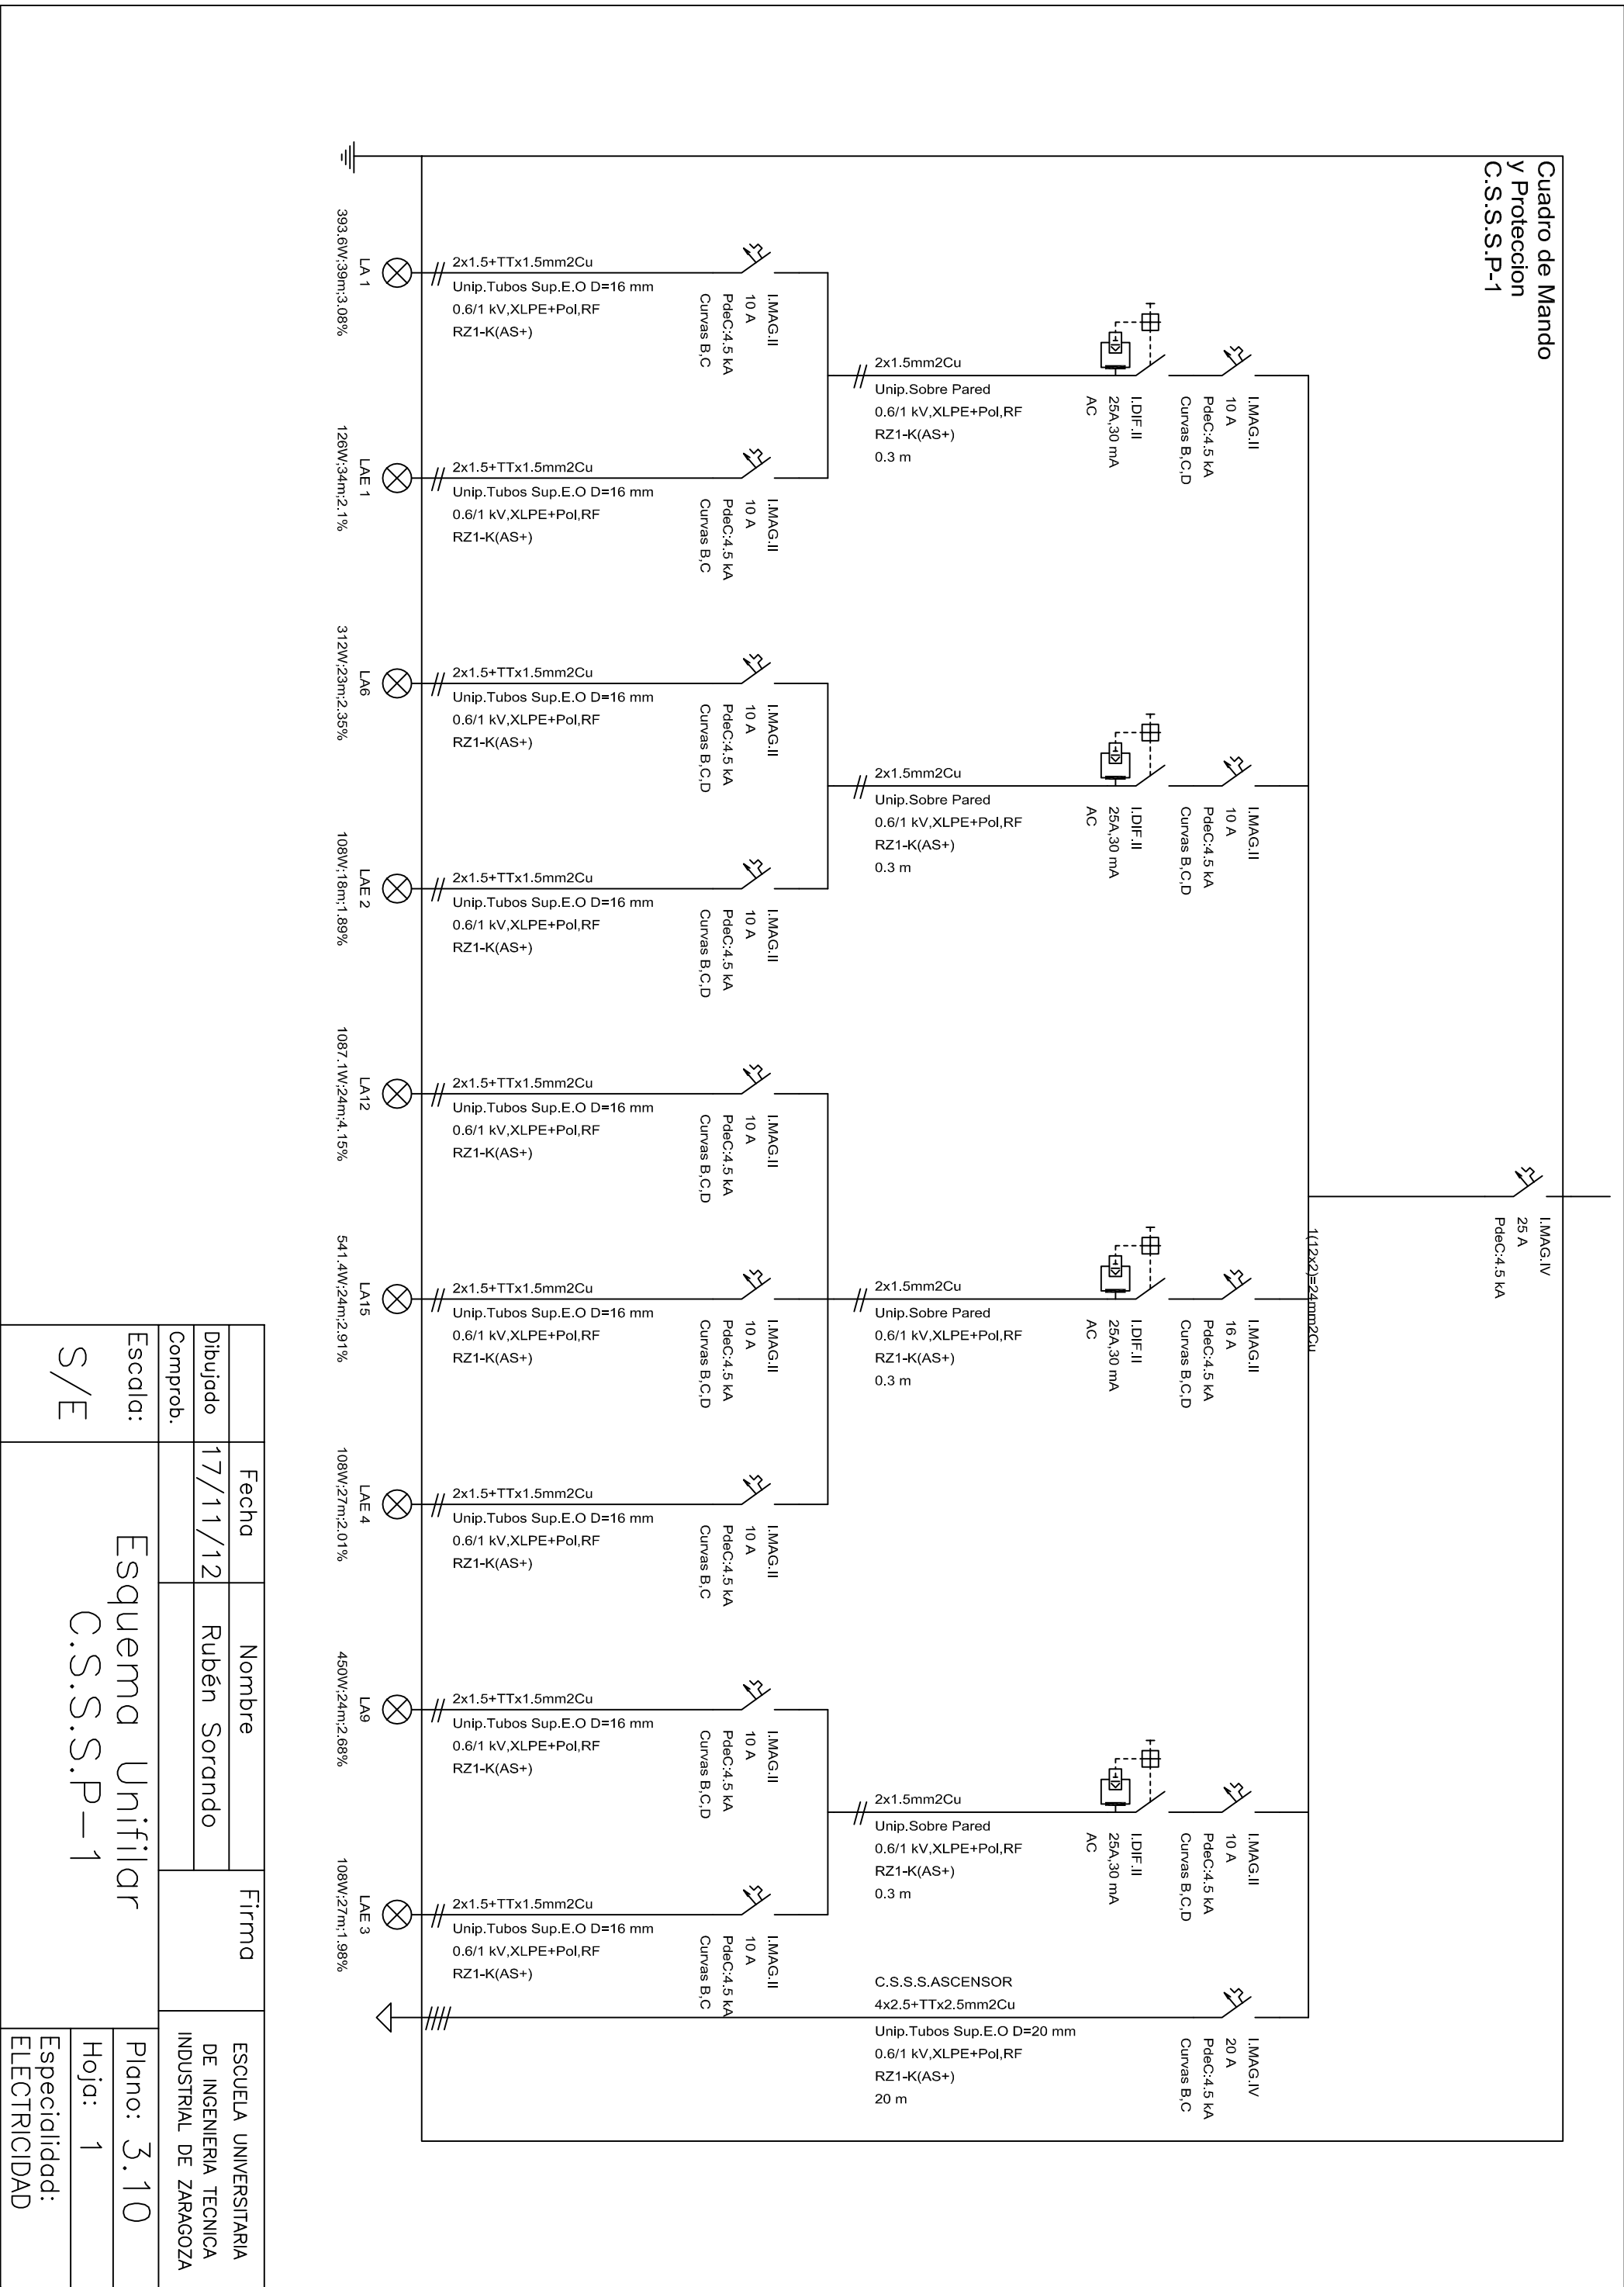 Cuadro de Mando
y Proteccion
C.S.S.S.P-1
I.MAG.IV
25 A
PdeC:4.5 kA
1(12x2)=24mm2Cu
I.MAG.II
10 A
PdeC:4.5 kA
Curvas B,C,D
I.DIF.II
25A,30 mA
AC
2x1.5mm2Cu
Unip.Sobre Pared
0.6/1 kV,XLPE+Pol,RF
RZ1-K(AS+)
0.3 m
I.MAG.II
10 A
PdeC:4.5 kA
Curvas B,C
2x1.5+TTx1.5mm2Cu
Unip.Tubos Sup.E.O D=16 mm
0.6/1 kV,XLPE+Pol,RF
RZ1-K(AS+)
LA 1
393.6W;39m;3.08%
I.MAG.II
10 A
PdeC:4.5 kA
Curvas B,C
2x1.5+TTx1.5mm2Cu
Unip.Tubos Sup.E.O D=16 mm
0.6/1 kV,XLPE+Pol,RF
RZ1-K(AS+)
LAE 1
126W;34m;2.1%
I.MAG.II
10 A
PdeC:4.5 kA
Curvas B,C,D
I.DIF.II
25A,30 mA
AC
2x1.5mm2Cu
Unip.Sobre Pared
0.6/1 kV,XLPE+Pol,RF
RZ1-K(AS+)
0.3 m
I.MAG.II
10 A
PdeC:4.5 kA
Curvas B,C,D
2x1.5+TTx1.5mm2Cu
Unip.Tubos Sup.E.O D=16 mm
0.6/1 kV,XLPE+Pol,RF
RZ1-K(AS+)
LA6
312W;23m;2.35%
I.MAG.II
10 A
PdeC:4.5 kA
Curvas B,C,D
2x1.5+TTx1.5mm2Cu
Unip.Tubos Sup.E.O D=16 mm
0.6/1 kV,XLPE+Pol,RF
RZ1-K(AS+)
LAE 2
108W;18m;1.89%
I.MAG.II
16 A
PdeC:4.5 kA
Curvas B,C,D
I.DIF.II
25A,30 mA
AC
2x1.5mm2Cu
Unip.Sobre Pared
0.6/1 kV,XLPE+Pol,RF
RZ1-K(AS+)
0.3 m
I.MAG.II
10 A
PdeC:4.5 kA
Curvas B,C,D
2x1.5+TTx1.5mm2Cu
Unip.Tubos Sup.E.O D=16 mm
0.6/1 kV,XLPE+Pol,RF
RZ1-K(AS+)
LA12
1087.1W;24m;4.15%
I.MAG.II
10 A
PdeC:4.5 kA
Curvas B,C,D
2x1.5+TTx1.5mm2Cu
Unip.Tubos Sup.E.O D=16 mm
0.6/1 kV,XLPE+Pol,RF
RZ1-K(AS+)
LA15
541.4W;24m;2.91%
I.MAG.II
10 A
PdeC:4.5 kA
Curvas B,C
2x1.5+TTx1.5mm2Cu
Unip.Tubos Sup.E.O D=16 mm
0.6/1 kV,XLPE+Pol,RF
RZ1-K(AS+)
LAE 4
108W;27m;2.01%
I.MAG.II
10 A
PdeC:4.5 kA
Curvas B,C,D
I.DIF.II
25A,30 mA
AC
2x1.5mm2Cu
Unip.Sobre Pared
0.6/1 kV,XLPE+Pol,RF
RZ1-K(AS+)
0.3 m
I.MAG.II
10 A
PdeC:4.5 kA
Curvas B,C,D
2x1.5+TTx1.5mm2Cu
Unip.Tubos Sup.E.O D=16 mm
0.6/1 kV,XLPE+Pol,RF
RZ1-K(AS+)
LA9
450W;24m;2.68%
I.MAG.II
10 A
PdeC:4.5 kA
Curvas B,C
2x1.5+TTx1.5mm2Cu
Unip.Tubos Sup.E.O D=16 mm
0.6/1 kV,XLPE+Pol,RF
RZ1-K(AS+)
LAE 3
108W;27m;1.98%
I.MAG.IV
20 A
PdeC:4.5 kA
Curvas B,C
C.S.S.S.ASCENSOR
4x2.5+TTx2.5mm2Cu
Unip.Tubos Sup.E.O D=20 mm
0.6/1 kV,XLPE+Pol,RF
RZ1-K(AS+)
20 m
Fecha
Nombre
Firma
Dibujado
17/11/12
Rubén Sorando
Comprob.
ESCUELA UNIVERSITARIA
DE INGENIERIA TECNICA
INDUSTRIAL DE ZARAGOZA
Escala:
S/E
Esquema Unifilar
C.S.S.S.P-1
Plano: 3.10
Hoja: 1
Especialidad:
ELECTRICIDAD